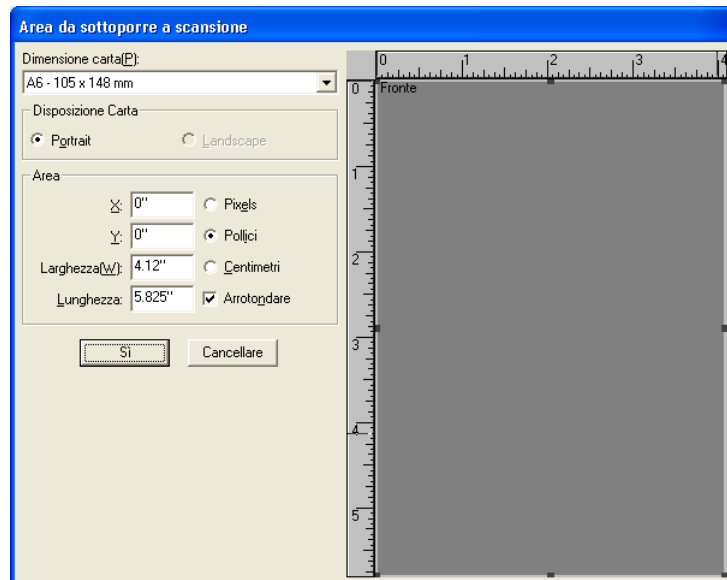 Area da sottoporre a scansione
Dimensione carta(P):
A6 - 105 x 148 mm
Disposizione Carta
Portrait
Landscape
Area
X: 0"
Pixels
Y: 0"
Pollici
Larghezza(W): 4.12"
Centimetri
Lunghezza: 5.825"
Arrotondare
Sì
Cancellare
0 1 2 3 4
0
Fronte
1
2
3
4
5